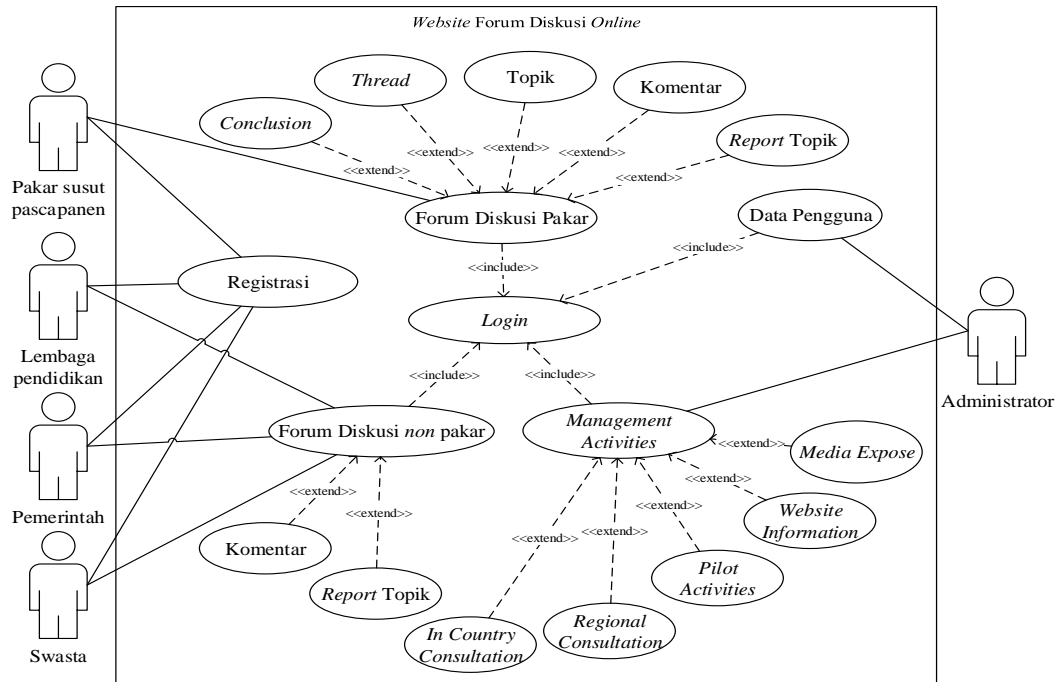 Website Forum Diskusi Online
Thread
Topik
Komentar
Conclusion
Report Topik
<<extend>>
<<extend>>
<<extend>>
<<extend>>
<<extend>>
Pakar susut
pascapanen
Forum Diskusi Pakar
Data Pengguna
<<include>>
<<include>>
Registrasi
Login
Lembaga
pendidikan
Administrator
<<include>>
<<include>>
Forum Diskusi non pakar
Management
Activities
<<extend>>
Media Expose
<<extend>>
<<extend>>
<<extend>>
<<extend>>
<<extend>>
<<extend>>
Website
Information
Pemerintah
Komentar
Report Topik
Pilot
Activities
Regional
Consultation
In Country
Consultation
Swasta